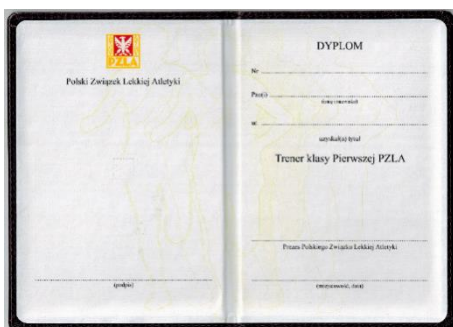 PZLA
Polski Związek Lekkiej Atletyki
(podpis)
DYPLOM
Nr
Pan(i)
(imię i nazwisko)
w
uzyskał(a) tytuł
Trener klasy Pierwszej PZLA
Prezes Polskiego Związku Lekkiej Atletyki
(miejscowość, data)